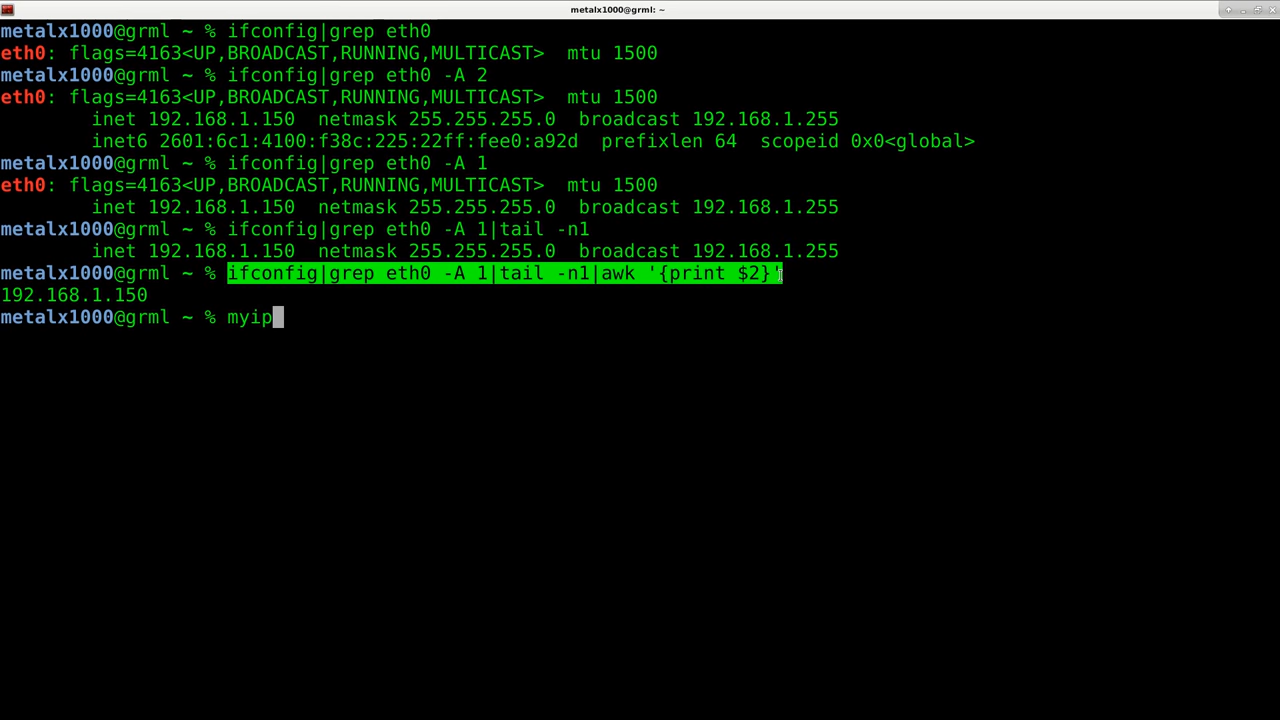 metalx1000@grml: ~
metalx1000@grml ~ % ifconfig|grep eth0
eth0: flags=4163<UP,BROADCAST,RUNNING,MULTICAST>  mtu 1500
metalx1000@grml ~ % ifconfig|grep eth0 -A 2
eth0: flags=4163<UP,BROADCAST,RUNNING,MULTICAST>  mtu 1500
        inet 192.168.1.150  netmask 255.255.255.0  broadcast 192.168.1.255
        inet6 2601:6c1:4100:f38c:225:22ff:fee0:a92d  prefixlen 64  scopeid 0x0<global>
metalx1000@grml ~ % ifconfig|grep eth0 -A 1
eth0: flags=4163<UP,BROADCAST,RUNNING,MULTICAST>  mtu 1500
        inet 192.168.1.150  netmask 255.255.255.0  broadcast 192.168.1.255
metalx1000@grml ~ % ifconfig|grep eth0 -A 1|tail -n1
        inet 192.168.1.150  netmask 255.255.255.0  broadcast 192.168.1.255
metalx1000@grml ~ % ifconfig|grep eth0 -A 1|tail -n1|awk '{print $2}'
192.168.1.150
metalx1000@grml ~ % myip